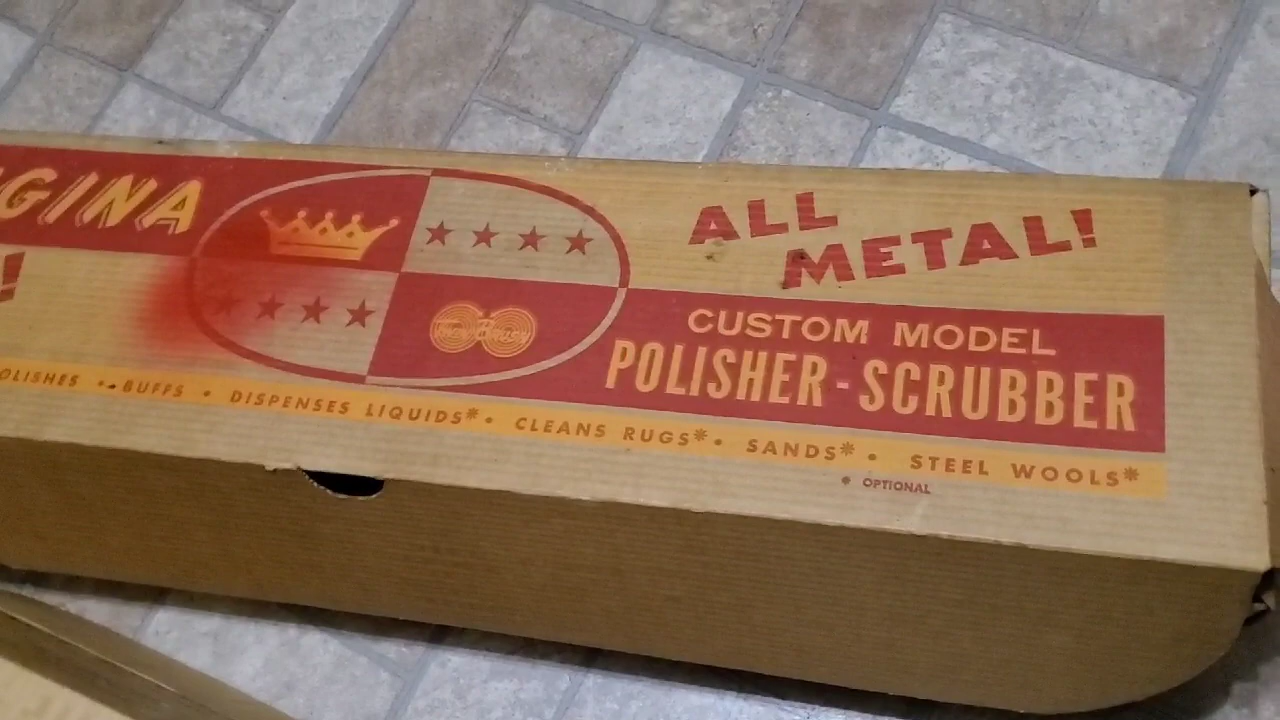 GINA
!
ALL
METAL!
CUSTOM MODEL
POLISHER-SCRUBBER
OLISHES • BUFFS • DISPENSES LIQUIDS* • CLEANS RUGS* • SANDS* • STEEL WOOLS*
* OPTIONAL